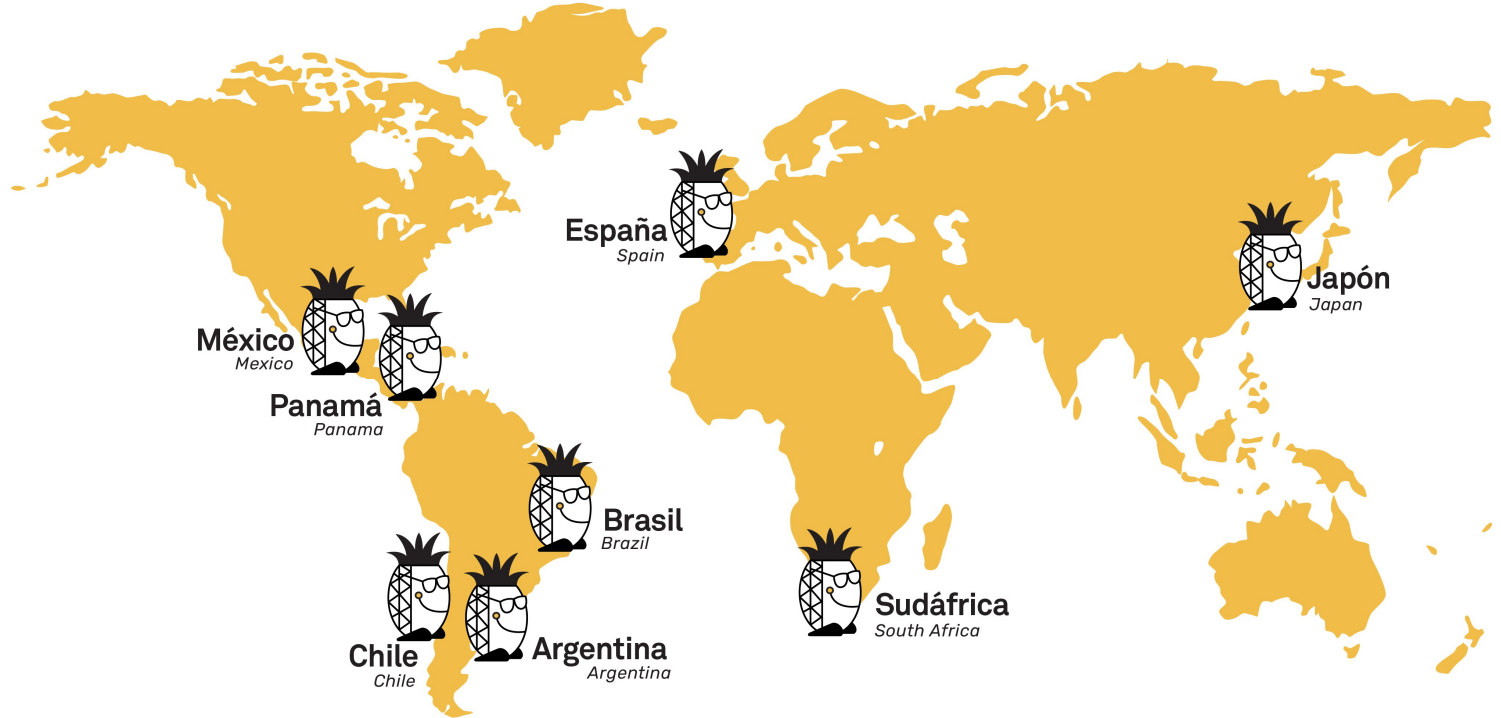 España
Spain
Japón
Japan
México
Mexico
Panamá
Panama
Brasil
Brazil
Sudáfrica
South Africa
Chile
Chile
Argentina
Argentina